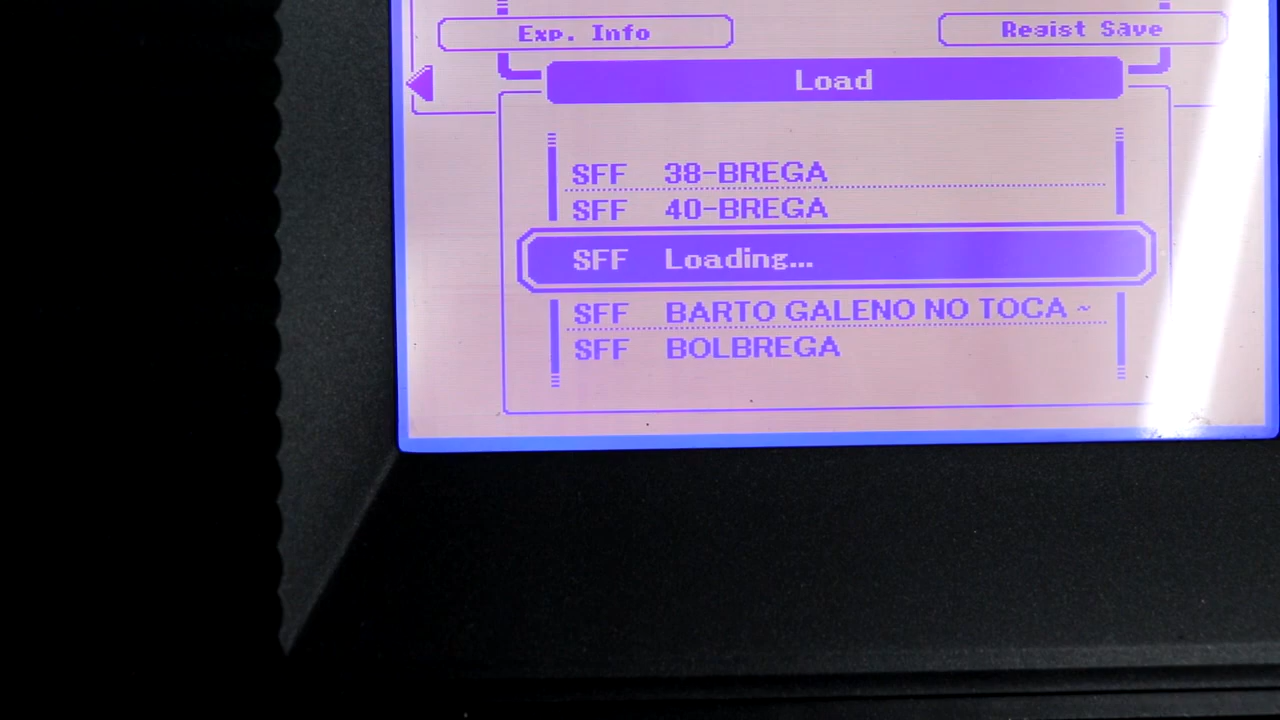 Exp. Info
Regist Save
Load
SFF 38-BREGA
SFF 40-BREGA
SFF Loading...
SFF BARTO GALENO NO TOCA ~
SFF BOLBREGA